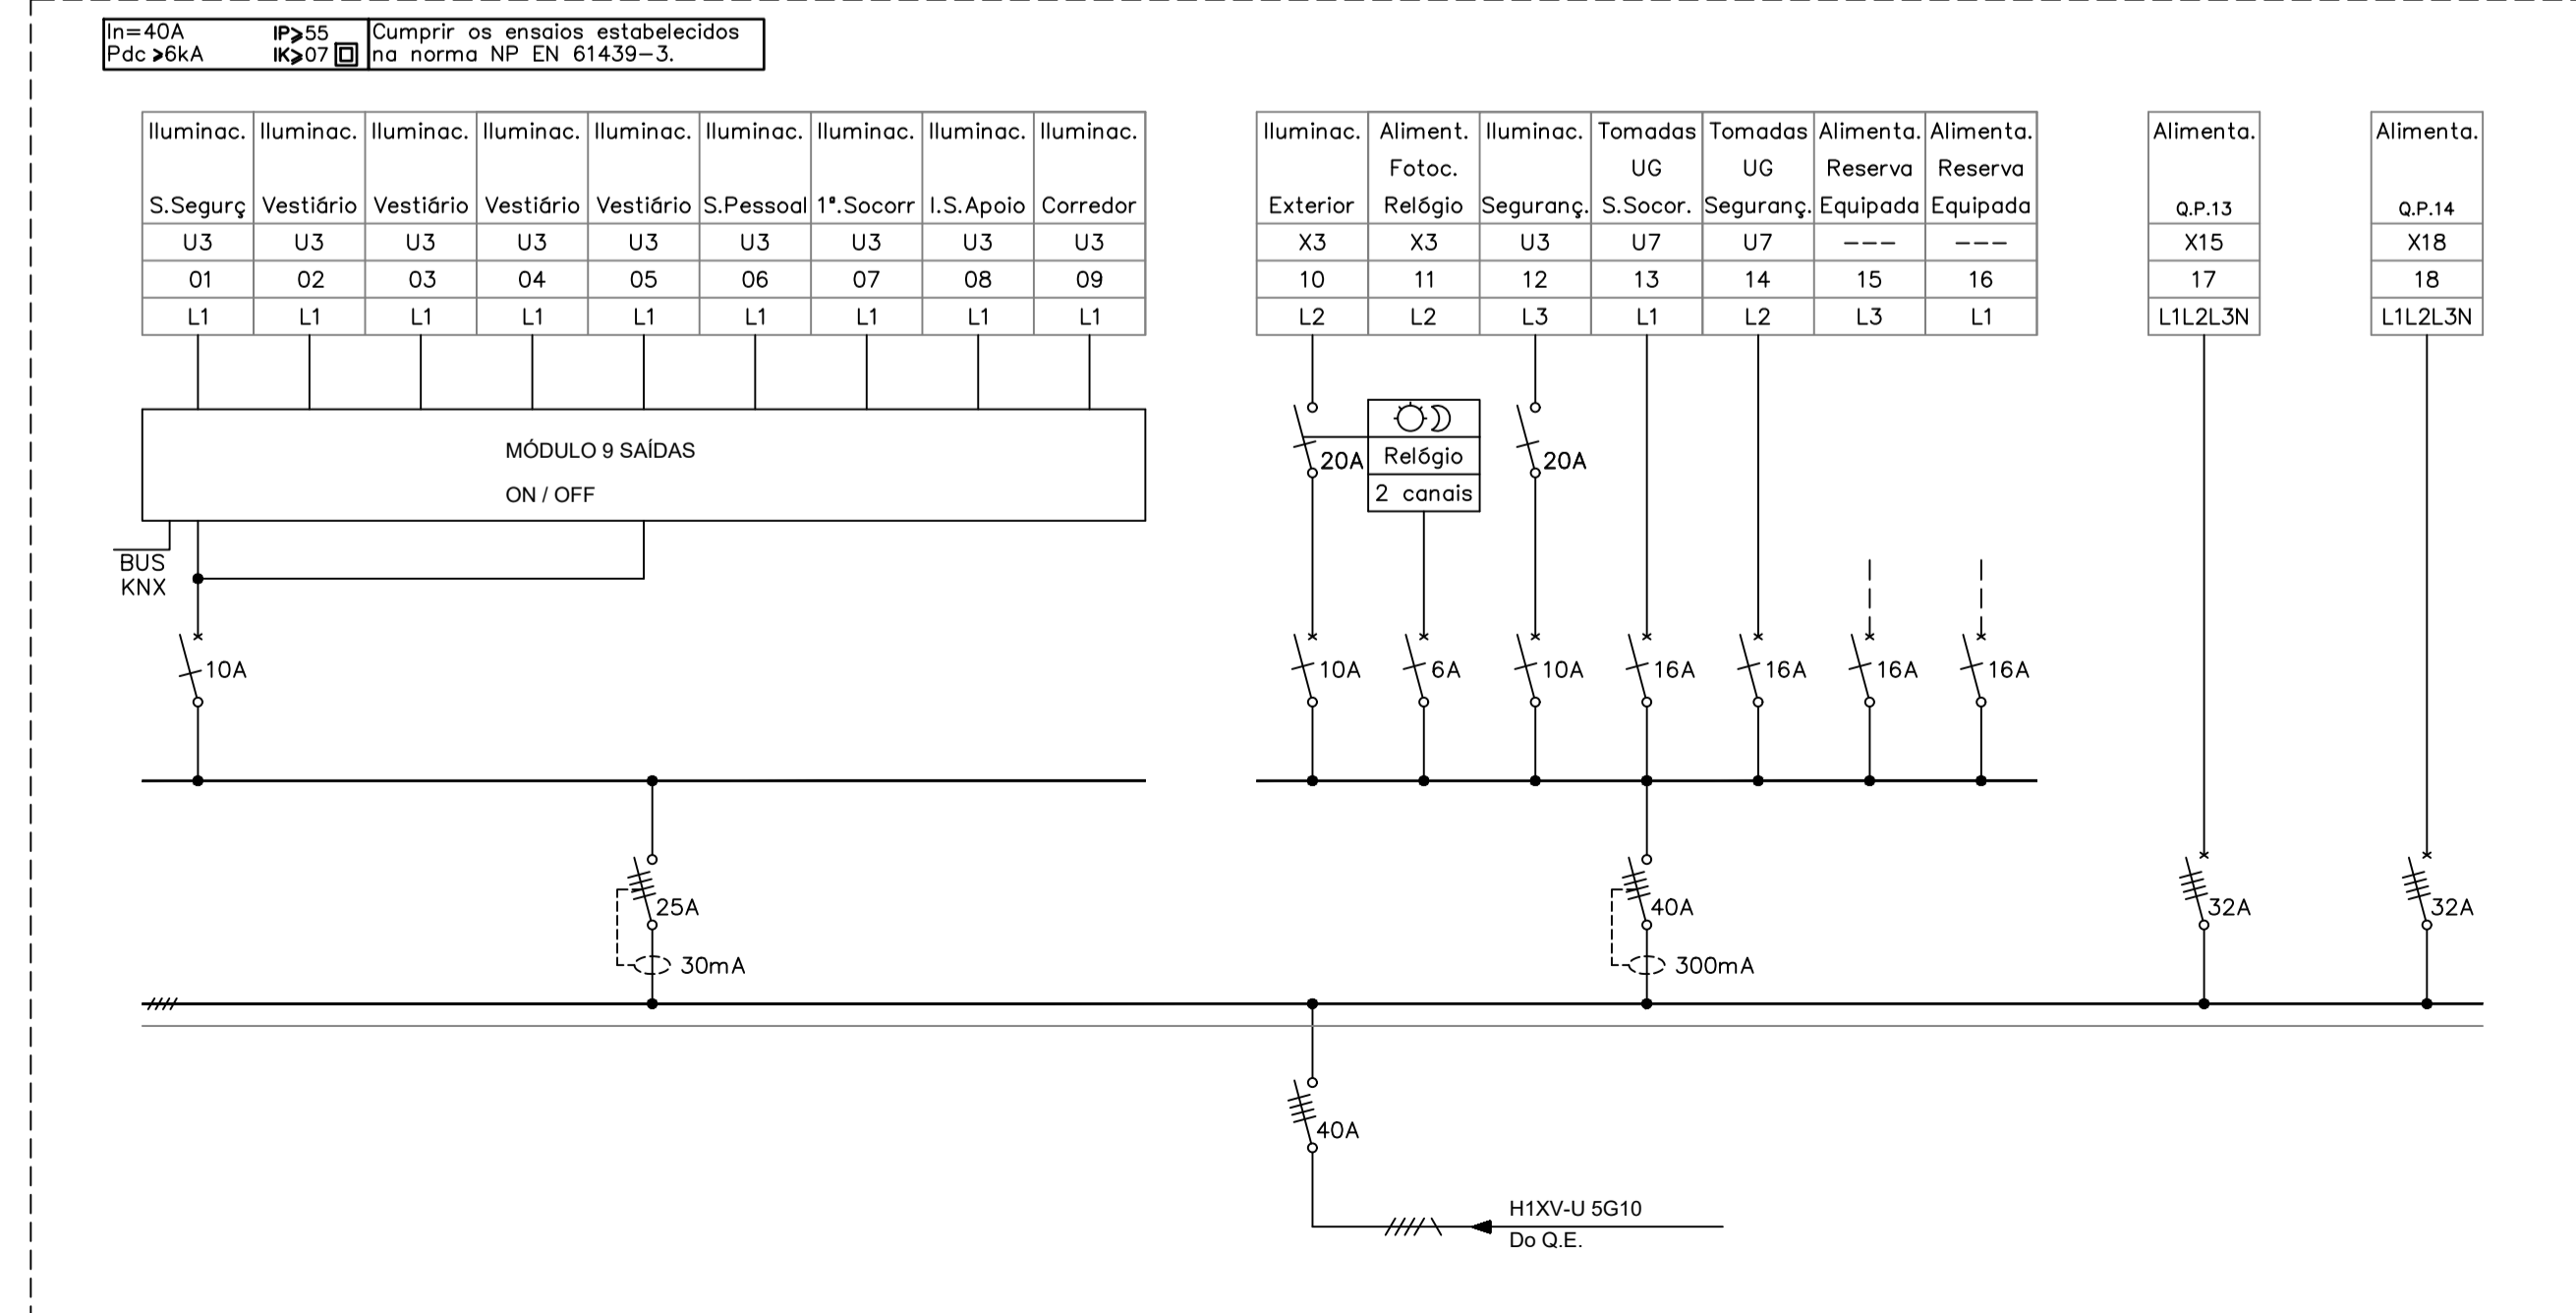 In=40A IP⩾55 Cumprir os ensaios estabelecidos
Pdc ⩾6kA IK⩾07 na norma NP EN 61439-3.
Iluminac. Iluminac. Iluminac. Iluminac. Iluminac. Iluminac. Iluminac. Iluminac. Iluminac. Iluminac. Aliment. Iluminac. Tomadas Tomadas Alimenta. Alimenta. Alimenta. Alimenta.
Fotoc. UG UG Reserva Reserva
S.Segurç Vestiário Vestiário Vestiário Vestiário S.Pessoal 1ª.Socorr I.S.Apoio Corredor Exterior Relógio Seguranç. S.Socor. Seguranç. Equipada Equipada Q.P.13 Q.P.14
U3 U3 U3 U3 U3 U3 U3 U3 U3 X3 X3 U3 U7 U7 --- --- X15 X18
01 02 03 04 05 06 07 08 09 10 11 12 13 14 15 16 17 18
L1 L1 L1 L1 L1 L1 L1 L1 L1 L2 L2 L3 L1 L2 L3 L1 L1L2L3N L1L2L3N
MÓDULO 9 SAÍDAS
ON / OFF
20A Relógio 20A
2 canais
BUS
KNX
10A 10A 6A 10A 16A 16A 16A 16A
25A 40A 32A 32A
30mA 300mA
40A
H1XV-U 5G10
Do Q.E.